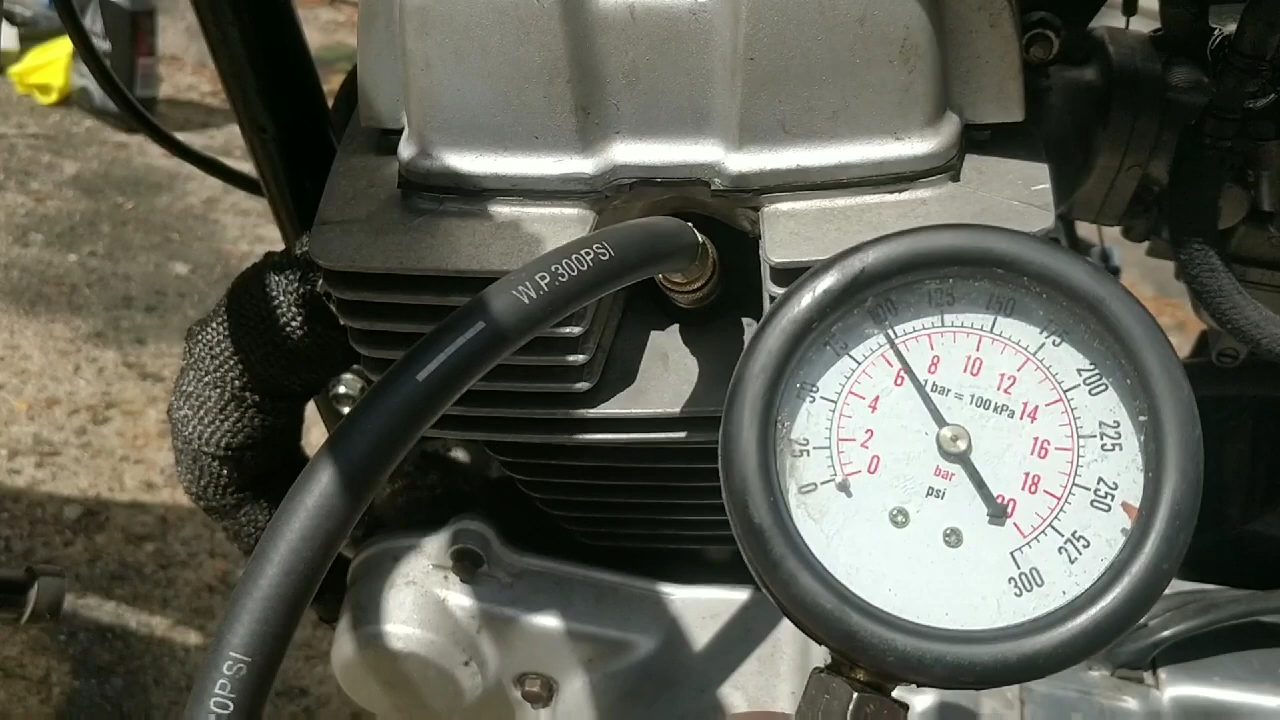 W.P.300PSI
0PSI
0 25 50 75 100 125 150 175 200 225 250 275 300
0 2 4 6 8 10 12 14 16 18 20
1 bar = 100 kPa
bar
psi